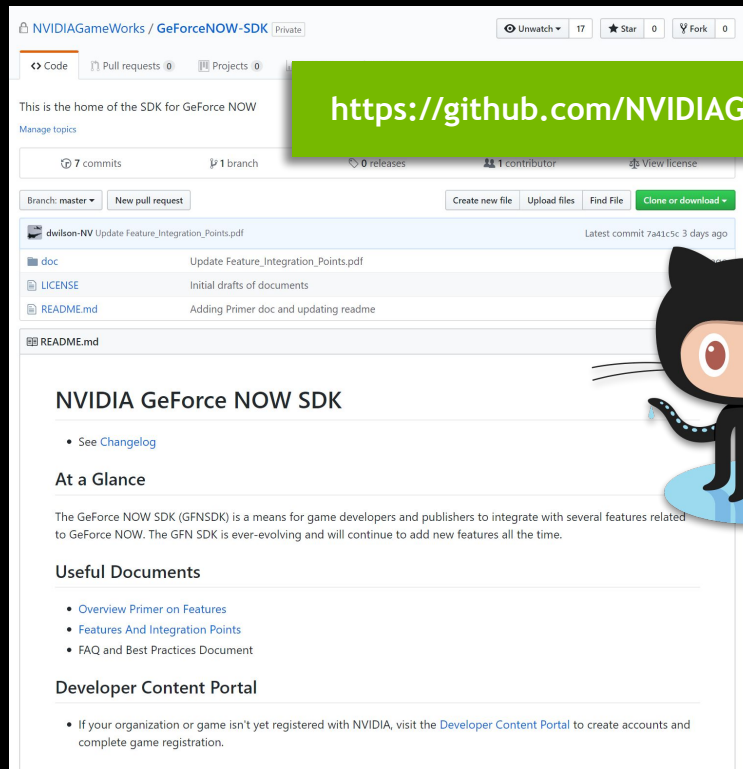 NVIDIAGameWorks / GeForceNOW-SDK Private
Unwatch 17 Star 0 Fork 0
Code Pull requests 0 Projects 0
This is the home of the SDK for GeForce NOW
https://github.com/NVIDIAG
Manage topics
7 commits 1 branch 0 releases 1 contributor View license
Branch: master New pull request Create new file Upload files Find File Clone or download
dwilson-NV Update Feature_Integration_Points.pdf Latest commit 7a41c5c 3 days ago
doc Update Feature_Integration_Points.pdf
LICENSE Initial drafts of documents
README.md Adding Primer doc and updating readme
README.md
NVIDIA GeForce NOW SDK
• See Changelog
At a Glance
The GeForce NOW SDK (GFNSDK) is a means for game developers and publishers to integrate with several features related
to GeForce NOW. The GFN SDK is ever-evolving and will continue to add new features all the time.
Useful Documents
• Overview Primer on Features
• Features And Integration Points
• FAQ and Best Practices Document
Developer Content Portal
• If your organization or game isn't yet registered with NVIDIA, visit the Developer Content Portal to create accounts and
complete game registration.